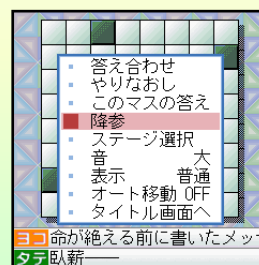 答え合わせ
やりなおし
このマスの答え
降参
ステージ選択
音 大
表示 普通
オート移動 OFF
タイトル画面へ
ヨコ 命が絶える前に書いたメッセ
タテ 臥薪――